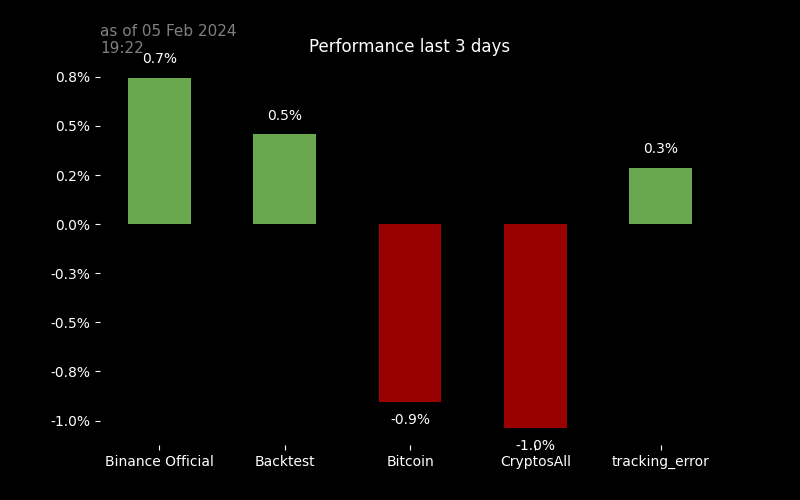 as of 05 Feb 2024
19:22
Performance last 3 days
0.7%
0.8%
0.5%
0.5%
0.3%
0.2%
0.0%
-0.3%
-0.5%
-0.8%
-0.9%
-1.0%
-1.0%
Binance Official
Backtest
Bitcoin
CryptosAll
tracking_error